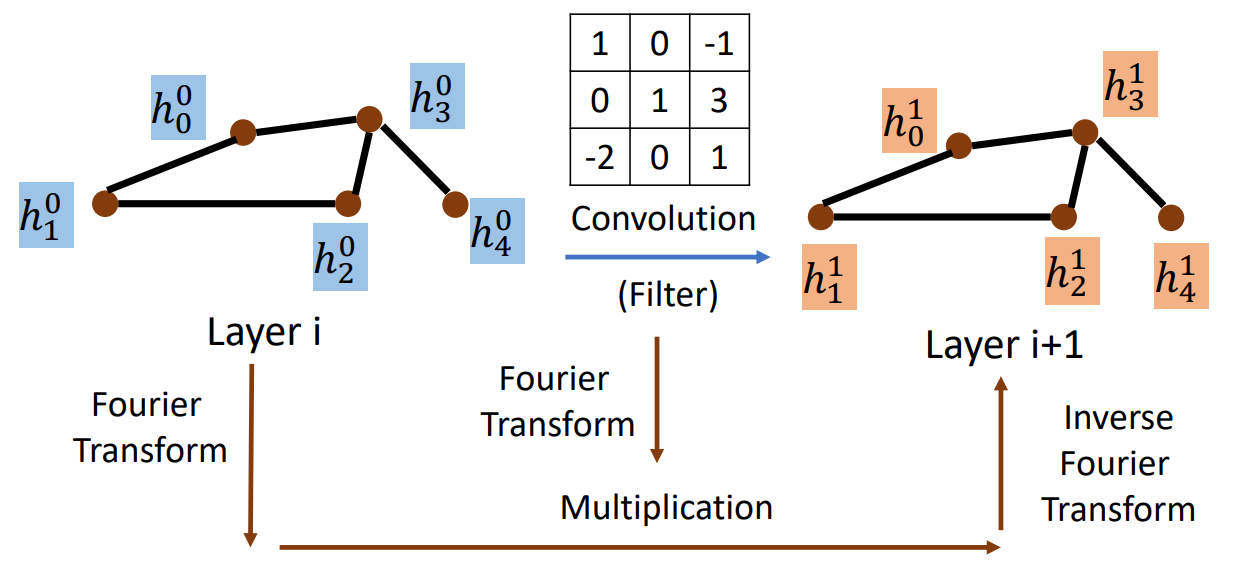 1 0 -1
0 1 3
-2 0 1
h_0^0
h_3^0
h_1^0
h_2^0
h_4^0
Layer i
Convolution
(Filter)
h_0^1
h_3^1
h_1^1
h_2^1
h_4^1
Layer i+1
Fourier
Transform
Fourier
Transform
Multiplication
Inverse
Fourier
Transform